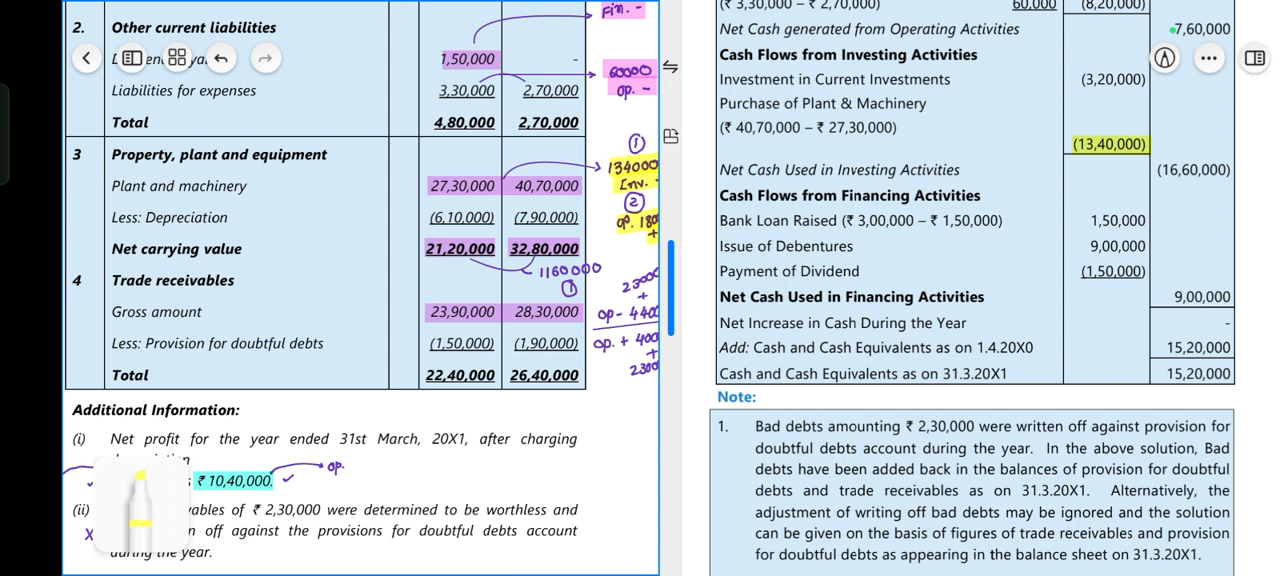 2. Other current liabilities
1,50,000 -
Liabilities for expenses 3,30,000 2,70,000
Total 4,80,000 2,70,000
3 Property, plant and equipment
Plant and machinery 27,30,000 40,70,000
Less: Depreciation (6,10,000) (7,90,000)
Net carrying value 21,20,000 32,80,000
4 Trade receivables
Gross amount 23,90,000 28,30,000
Less: Provision for doubtful debts (1,50,000) (1,90,000)
Total 22,40,000 26,40,000
Fin. -
60000
op. -
①
134000
Inv. -
②
op. 180
+
1160000
①
23000
+
op - 440
op. + 400
+
2300
Additional Information:
(i) Net profit for the year ended 31st March, 20X1, after charging
₹ 10,40,000. op.
(ii) of ₹ 2,30,000 were determined to be worthless and
X off against the provisions for doubtful debts account
during the year.
(₹ 3,30,000 – ₹ 2,70,000) 60,000 (8,20,000)
Net Cash generated from Operating Activities 7,60,000
Cash Flows from Investing Activities
Investment in Current Investments (3,20,000)
Purchase of Plant & Machinery
(₹ 40,70,000 – ₹ 27,30,000)
(13,40,000)
Net Cash Used in Investing Activities (16,60,000)
Cash Flows from Financing Activities
Bank Loan Raised (₹ 3,00,000 – ₹ 1,50,000) 1,50,000
Issue of Debentures 9,00,000
Payment of Dividend (1,50,000)
Net Cash Used in Financing Activities 9,00,000
Net Increase in Cash During the Year -
Add: Cash and Cash Equivalents as on 1.4.20X0 15,20,000
Cash and Cash Equivalents as on 31.3.20X1 15,20,000
Note:
1. Bad debts amounting ₹ 2,30,000 were written off against provision for
doubtful debts account during the year. In the above solution, Bad
debts have been added back in the balances of provision for doubtful
debts and trade receivables as on 31.3.20X1. Alternatively, the
adjustment of writing off bad debts may be ignored and the solution
can be given on the basis of figures of trade receivables and provision
for doubtful debts as appearing in the balance sheet on 31.3.20X1.